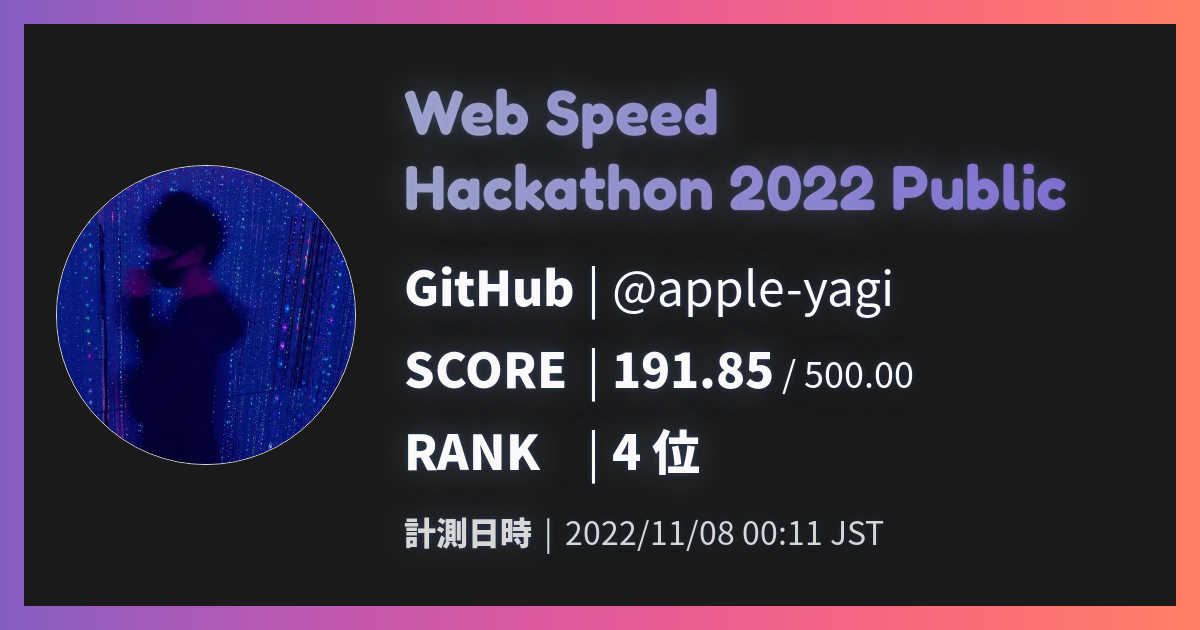 Web Speed
Hackathon 2022 Public
GitHub | @apple-yagi
SCORE | 191.85 / 500.00
RANK | 4 位
計測日時 | 2022/11/08 00:11 JST